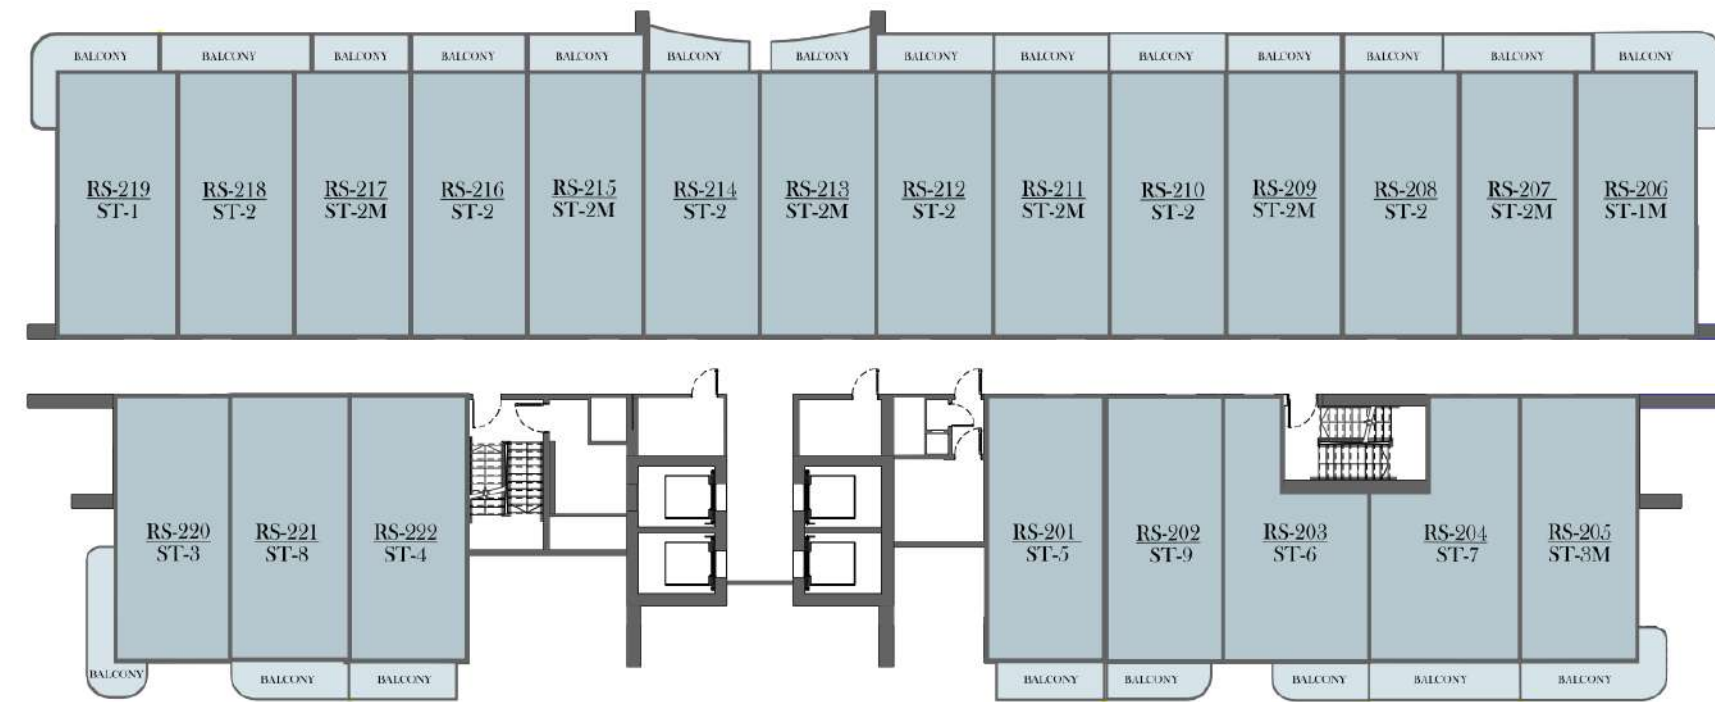 BALCONY BALCONY BALCONY BALCONY BALCONY BALCONY BALCONY BALCONY BALCONY BALCONY BALCONY BALCONY BALCONY BALCONY
RS-219 RS-218 RS-217 RS-216 RS-215 RS-214 RS-213 RS-212 RS-211 RS-210 RS-209 RS-208 RS-207 RS-206
ST-1 ST-2 ST-2M ST-2 ST-2M ST-2 ST-2M ST-2 ST-2M ST-2 ST-2M ST-2 ST-2M ST-1M
RS-220 RS-221 RS-222 RS-201 RS-202 RS-203 RS-204 RS-205
ST-3 ST-8 ST-4 ST-5 ST-9 ST-6 ST-7 ST-3M
BALCONY BALCONY BALCONY BALCONY BALCONY BALCONY BALCONY BALCONY